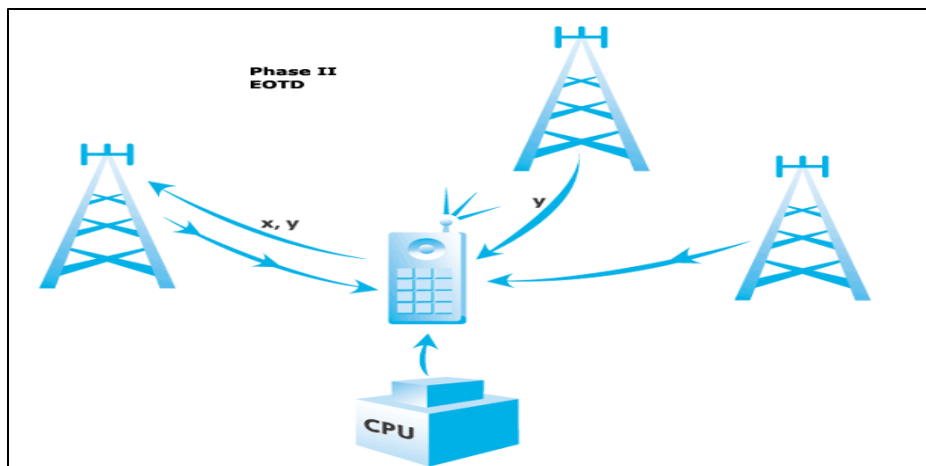 Phase II
EOTD
x, y
y
CPU